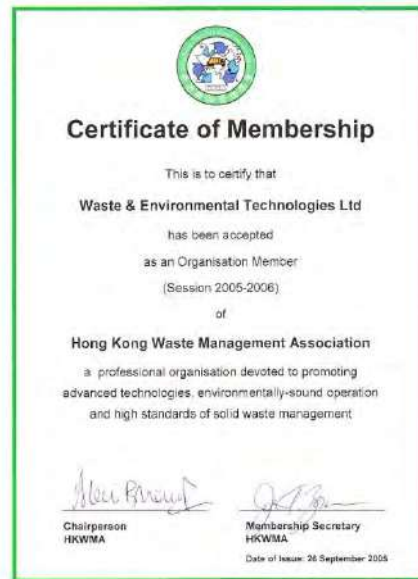 Certificate of Membership
This is to certify that
Waste & Environmental Technologies Ltd
has been accepted
as an Organisation Member
(Session 2005-2006)
of
Hong Kong Waste Management Association
a professional organisation devoted to promoting
advanced technologies, environmentally-sound operation
and high standards of solid waste management
Chairperson
HKWMA
Membership Secretary
HKWMA
Date of Issue: 26 September 2005